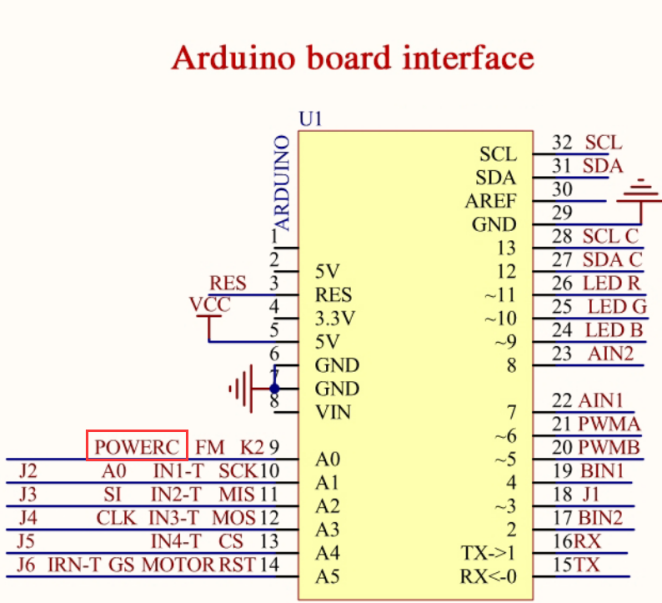 Arduino board interface
U1
ARDUINO
32 SCL
SCL
31 SDA
SDA
30
AREF
29
GND
1
28 SCL C
13
2
27 SDA C
5V
12
RES 3
26 LED R
RES
~11
VCC
4
25 LED G
3.3V
~10
5
24 LED B
5V
~9
6
23 AIN2
GND
8
7
GND
8
22 AIN1
VIN
7
21 PWMA
~6
POWERC FM K2 9
20 PWMB
A0
~5
J2 A0 IN1-T SCK 10
19 BIN1
A1
4
J3 SI IN2-T MIS 11
18 J1
A2
~3
J4 CLK IN3-T MOS 12
17 BIN2
A3
2
J5 IN4-T CS 13
16RX
A4
TX->1
J6 IRN-T GS MOTOR RST 14
15TX
A5
RX<-0